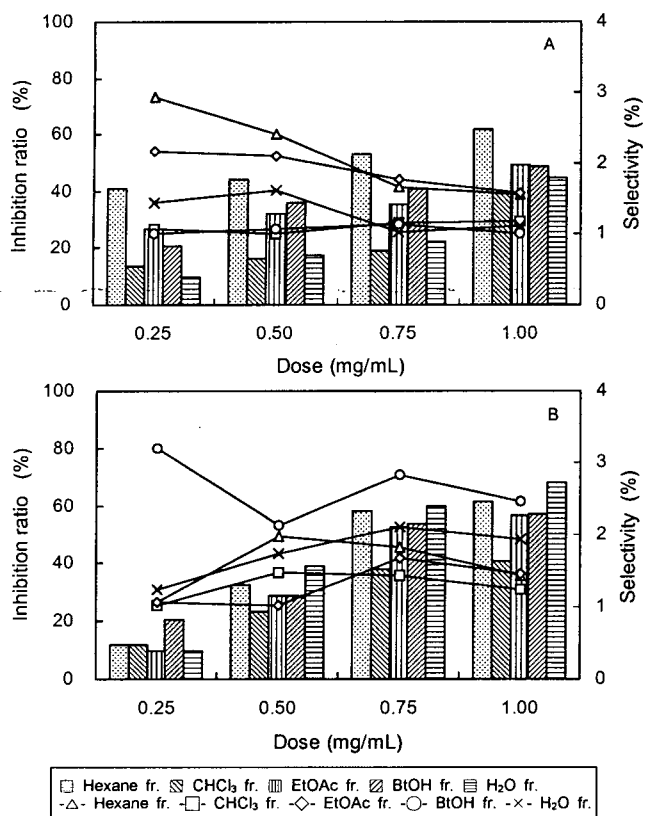 A
100
80
60
40
20
0
Inhibition ratio (%)
4
3
2
1
0
Selectivity (%)
0.25 0.50 0.75 1.00
Dose (mg/mL)
B
100
80
60
40
20
0
Inhibition ratio (%)
4
3
2
1
0
Selectivity (%)
0.25 0.50 0.75 1.00
Dose (mg/mL)
Hexane fr. CHCl₃ fr. EtOAc fr. BtOH fr. H₂O fr.
Hexane fr. CHCl₃ fr. EtOAc fr. BtOH fr. H₂O fr.